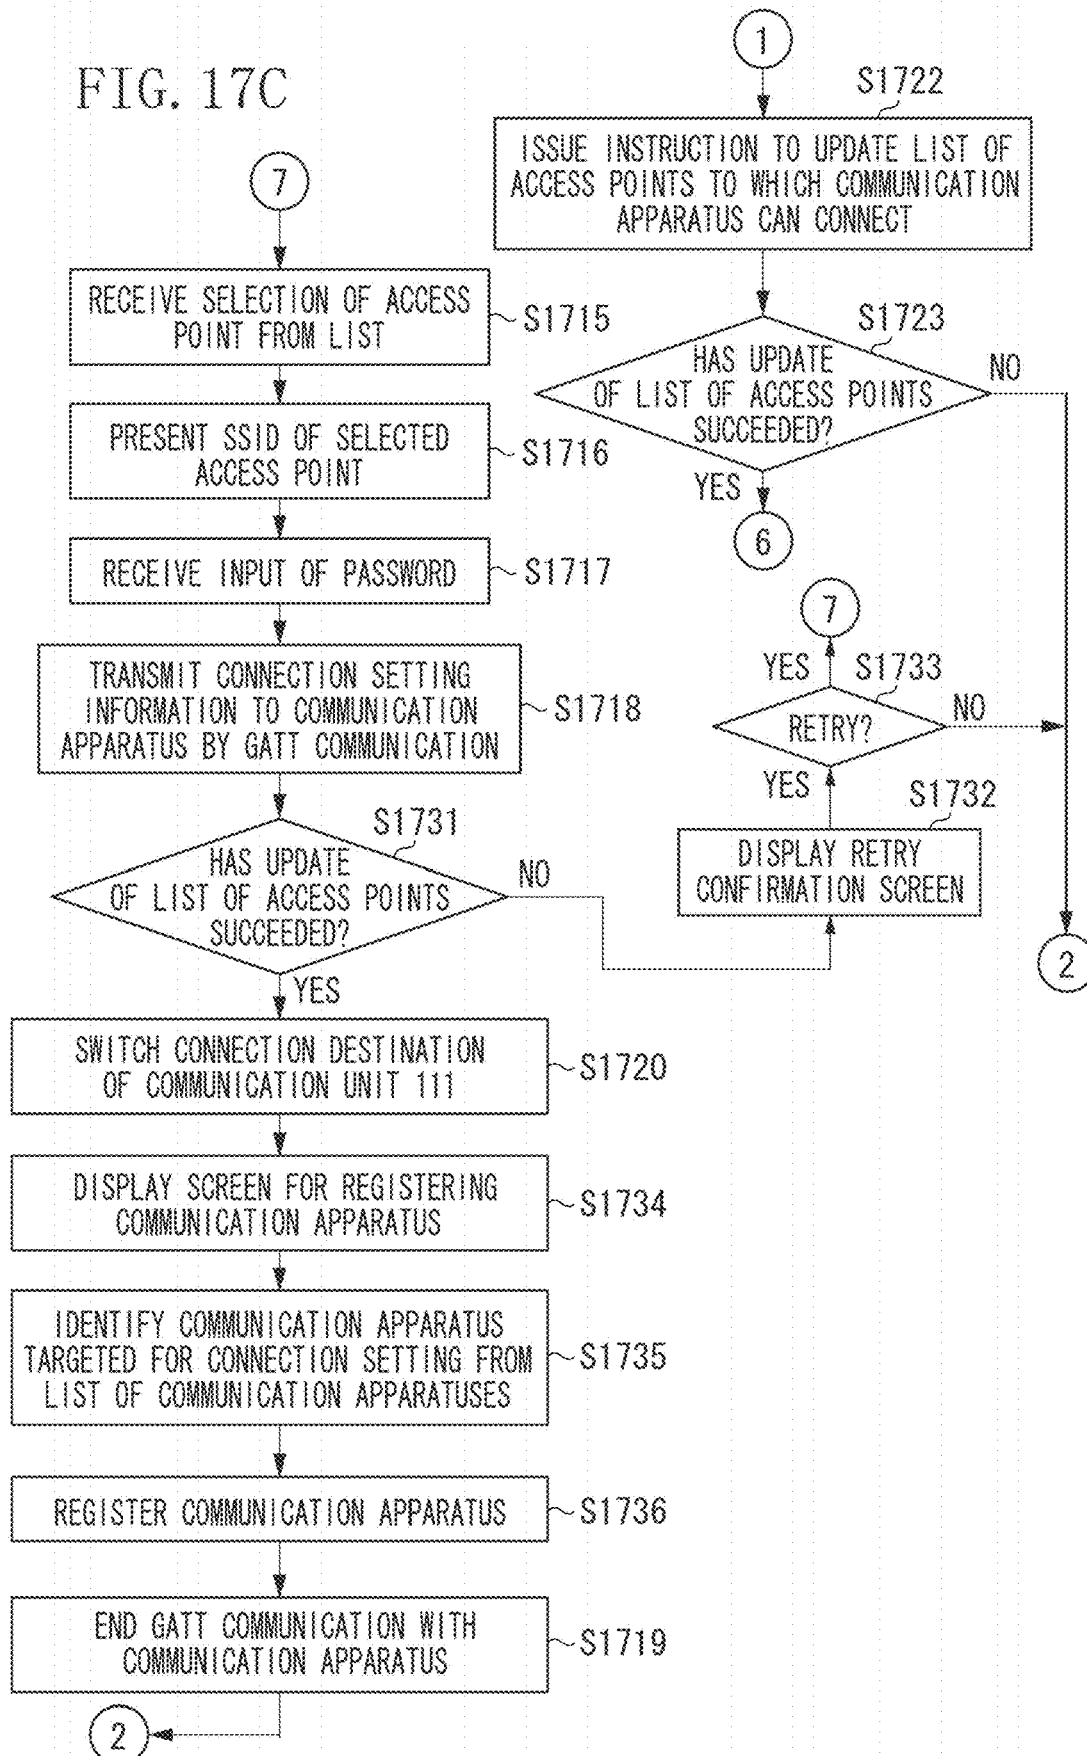 FIG. 17C
7
RECEIVE SELECTION OF ACCESS
POINT FROM LIST
S1715
PRESENT SSID OF SELECTED
ACCESS POINT
S1716
RECEIVE INPUT OF PASSWORD
S1717
TRANSMIT CONNECTION SETTING
INFORMATION TO COMMUNICATION
APPARATUS BY GATT COMMUNICATION
S1718
S1731
HAS UPDATE
OF LIST OF ACCESS POINTS
SUCCEEDED?
NO
YES
SWITCH CONNECTION DESTINATION
OF COMMUNICATION UNIT 111
S1720
DISPLAY SCREEN FOR REGISTERING
COMMUNICATION APPARATUS
S1734
IDENTIFY COMMUNICATION APPARATUS
TARGETED FOR CONNECTION SETTING FROM
LIST OF COMMUNICATION APPARATUSES
S1735
REGISTER COMMUNICATION APPARATUS
S1736
END GATT COMMUNICATION WITH
COMMUNICATION APPARATUS
S1719
2
1
S1722
ISSUE INSTRUCTION TO UPDATE LIST OF
ACCESS POINTS TO WHICH COMMUNICATION
APPARATUS CAN CONNECT
S1723
HAS UPDATE
OF LIST OF ACCESS POINTS
SUCCEEDED?
NO
YES
6
7
YES
S1733
RETRY?
NO
YES
S1732
DISPLAY RETRY
CONFIRMATION SCREEN
2